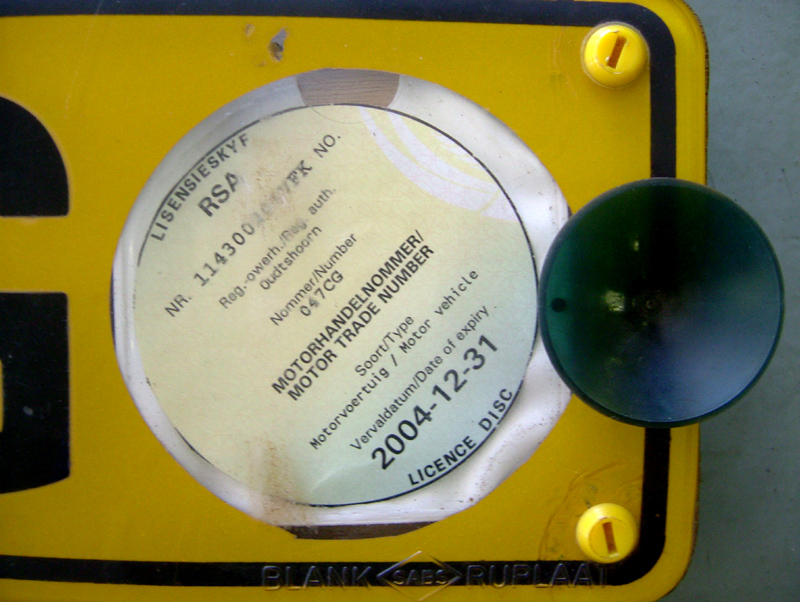 LISENSIESKYF
RSA
NR. 114300 NO.
Reg.-owerh./Reg. auth.
Oudtshoorn
Nommer/Number
047CG
MOTORHANDELNOMMER/
MOTOR TRADE NUMBER
Soort/Type
Motorvoertuig / Motor vehicle
Vervaldatum/Date of expiry
2004-12-31
LICENCE DISC
BLANK SABS RUPLAAT